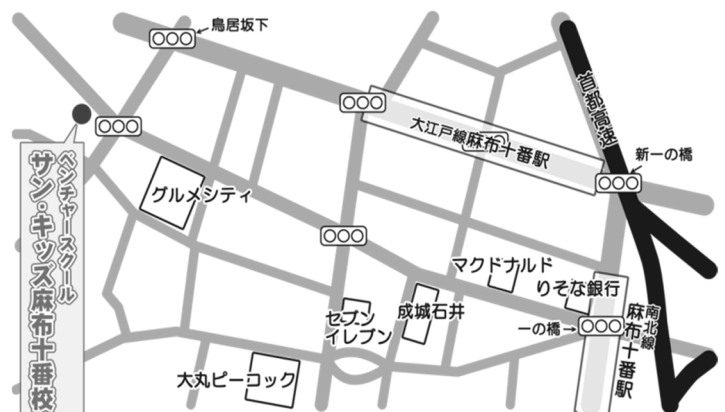 鳥居坂下
首都高速
大江戸線麻布十番駅
新一の橋
ベンチャースクール
サン・キッズ麻布十番校
グルメシティ
マクドナルド
りそな銀行
セブン
イレブン
成城石井
一の橋→
南北線
麻布十番駅
大丸ピーコック